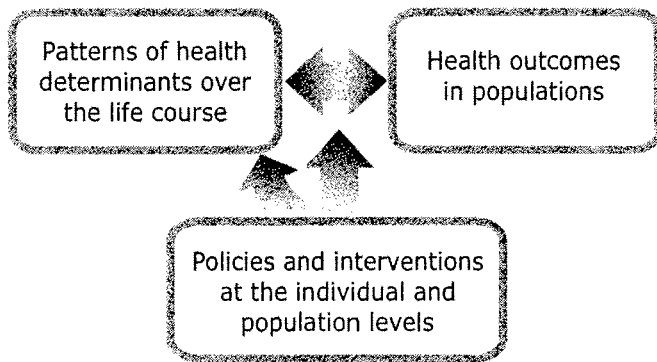 Patterns of health
determinants over
the life course
Health outcomes
in populations
Policies and interventions
at the individual and
population levels